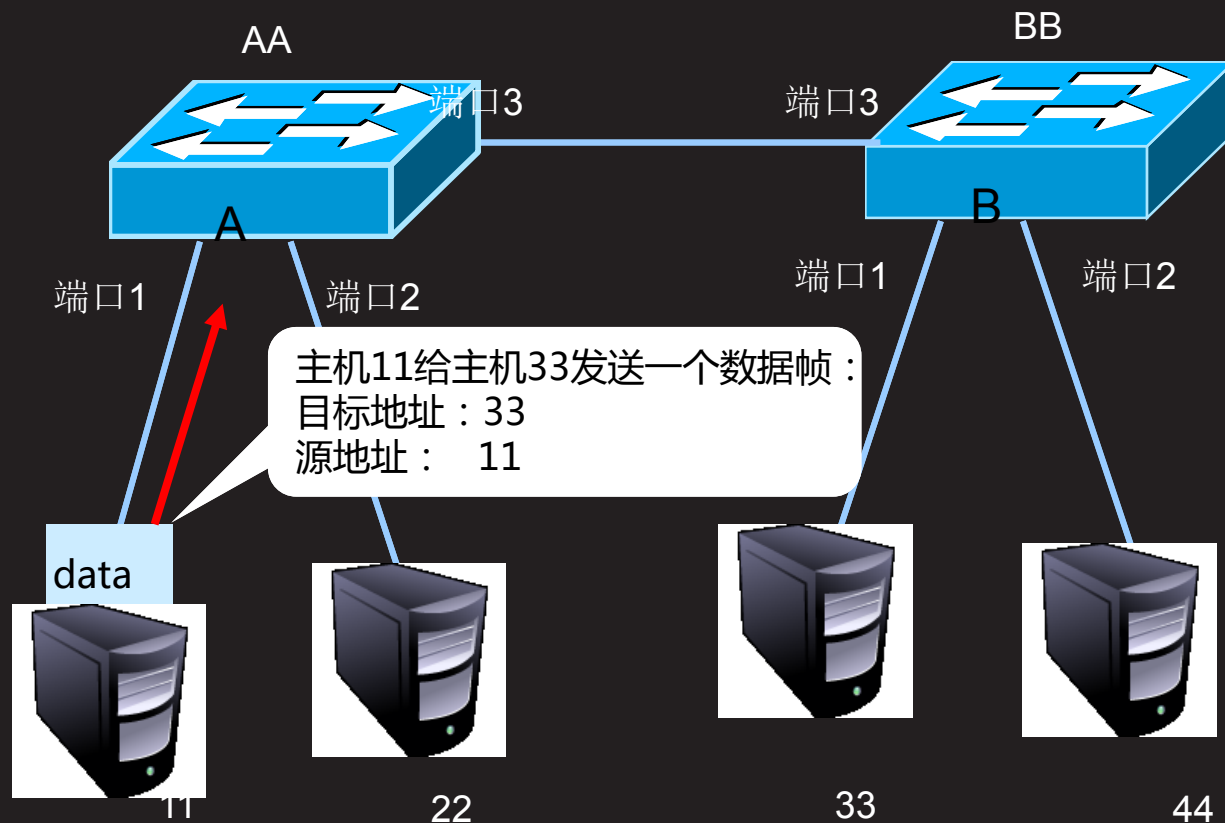 AA
BB
端口3
端口3
A
B
端口1
端口2
端口1
端口2
主机11给主机33发送一个数据帧：
目标地址：33
源地址： 11
data
11
22
33
44